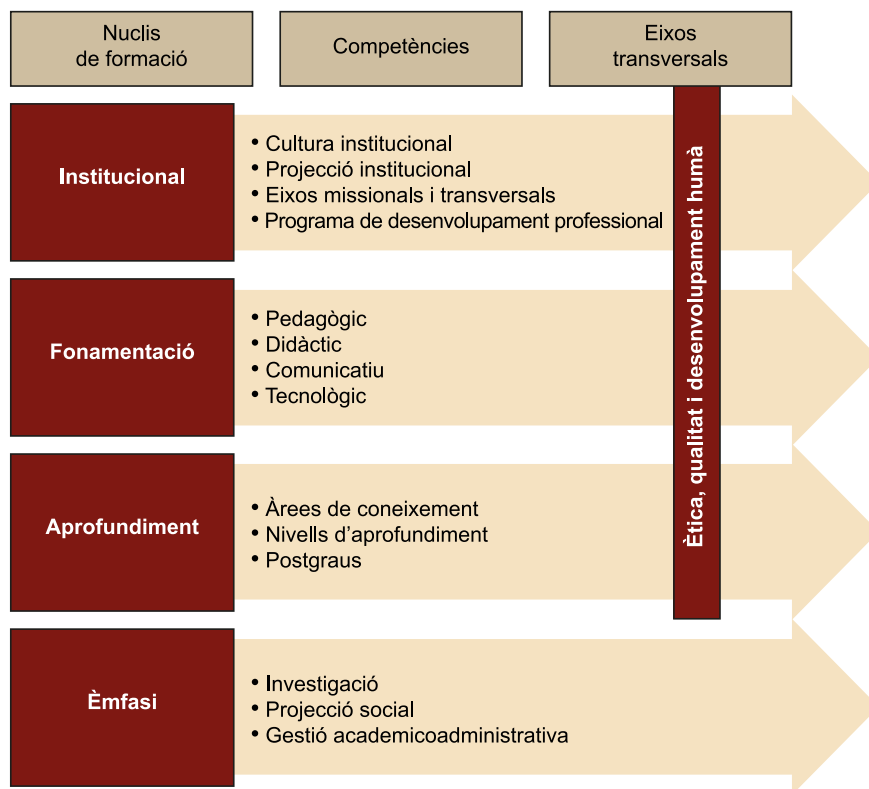 Nuclis
de formació
Competències
Eixos
transversals
Institucional
• Cultura institucional
• Projecció institucional
• Eixos missionals i transversals
• Programa de desenvolupament professional
Fonamentació
• Pedagògic
• Didàctic
• Comunicatiu
• Tecnològic
Aprofundiment
• Àrees de coneixement
• Nivells d’aprofundiment
• Postgraus
Èmfasi
• Investigació
• Projecció social
• Gestió academicoadministrativa
Ètica, qualitat i desenvolupament humà